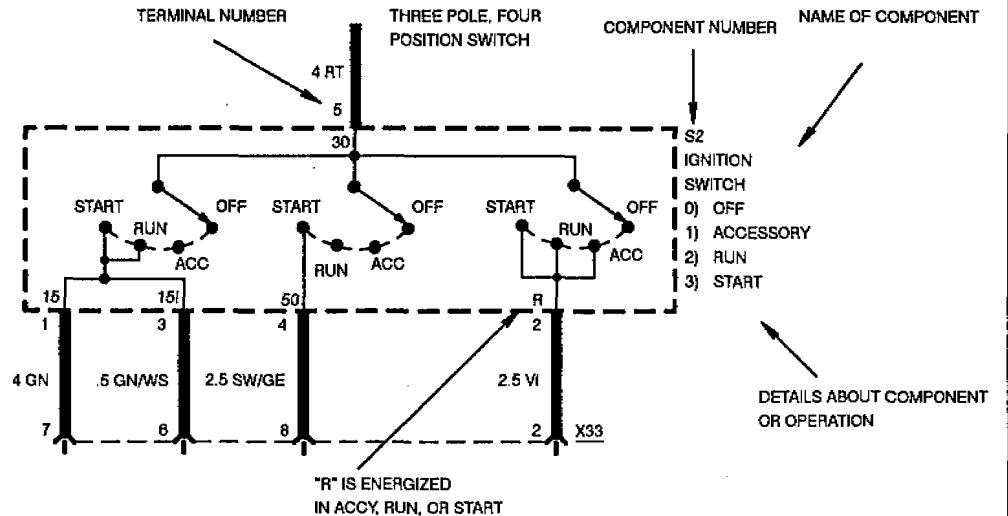 TERMINAL NUMBER
THREE POLE, FOUR
POSITION SWITCH
COMPONENT NUMBER
NAME OF COMPONENT
4 RT
5
30
S2
IGNITION
SWITCH
0) OFF
1) ACCESSORY
2) RUN
3) START
START
RUN
ACC
OFF
START
RUN
ACC
OFF
START
RUN
ACC
OFF
15
15I
50
R
1
3
4
2
4 GN
.5 GN/WS
2.5 SW/GE
2.5 VI
7
6
8
2
X33
DETAILS ABOUT COMPONENT
OR OPERATION
"R" IS ENERGIZED
IN ACCY, RUN, OR START